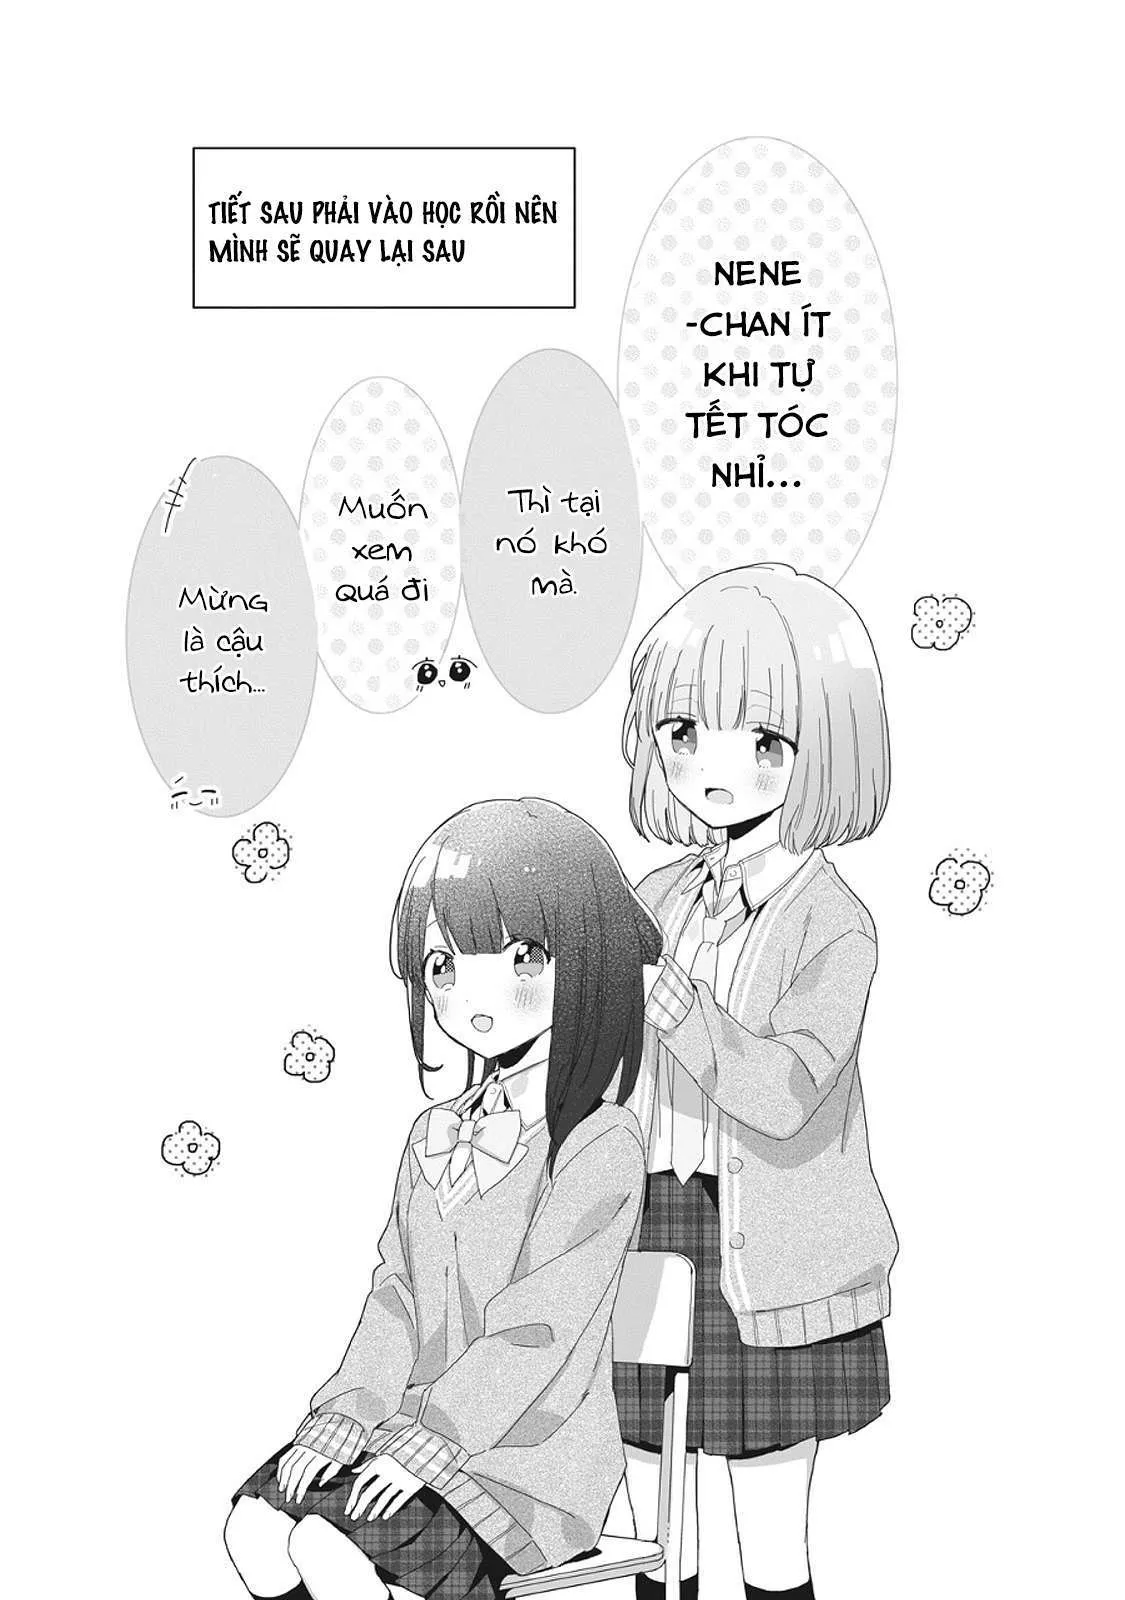 TIẾT SAU PHẢI VÀO HỌC RỒI NÊN
MÌNH SẼ QUAY LẠI SAU
NENE
-CHAN ÍT
KHI TỰ
TẾT TÓC
NHỈ...
Thì tại
nó khó
mà.
Muốn
xem
quá đi
Mừng
là cậu
thích...